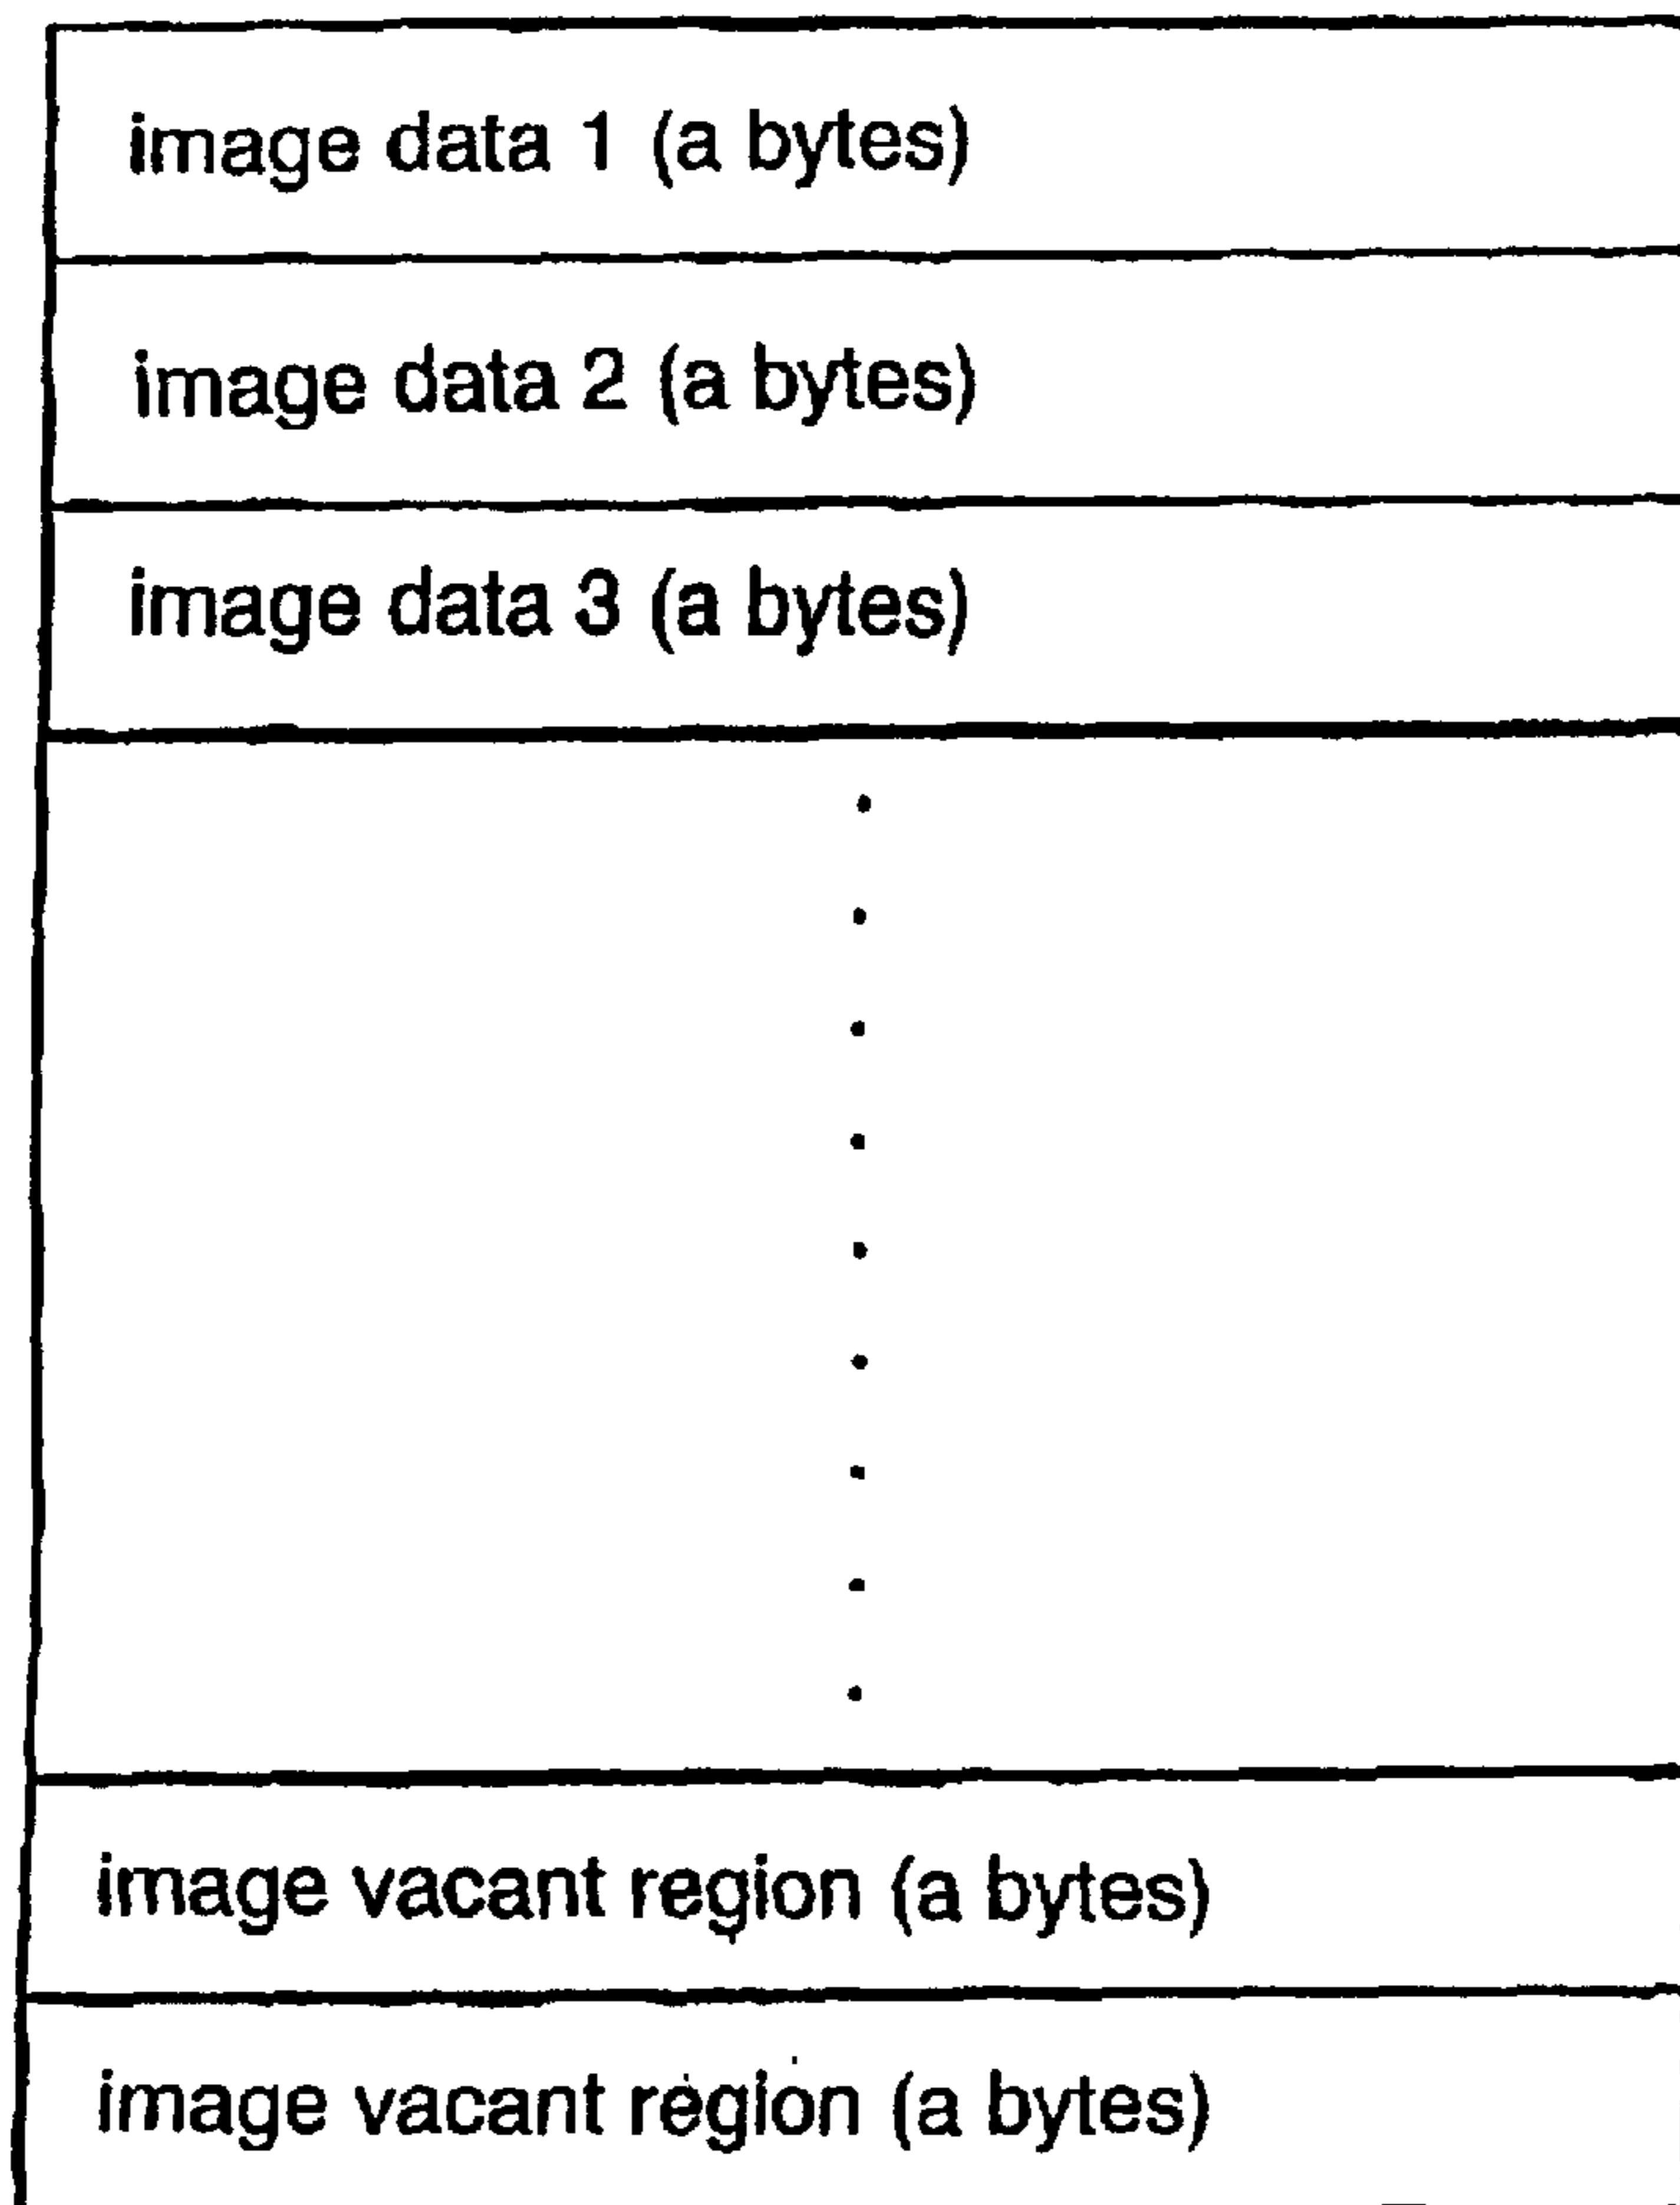 image data 1 (a bytes)
image data 2 (a bytes)
image data 3 (a bytes)
image vacant region (a bytes)
image vacant region (a bytes)